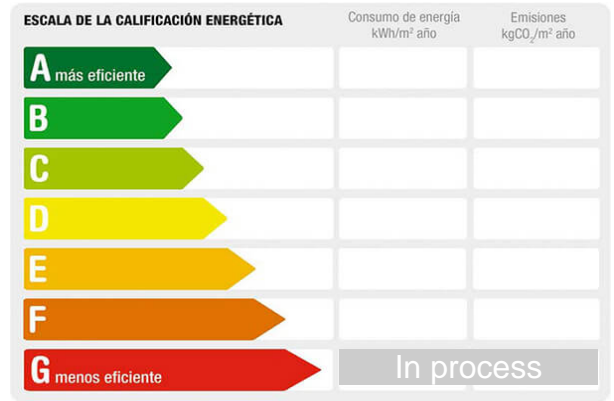 ESCALA DE LA CALIFICACIÓN ENERGÉTICA
Consumo de energía
kWh/m² año
Emisiones
kgCO₂/m² año
A más eficiente
B
C
D
E
F
G menos eficiente
In process